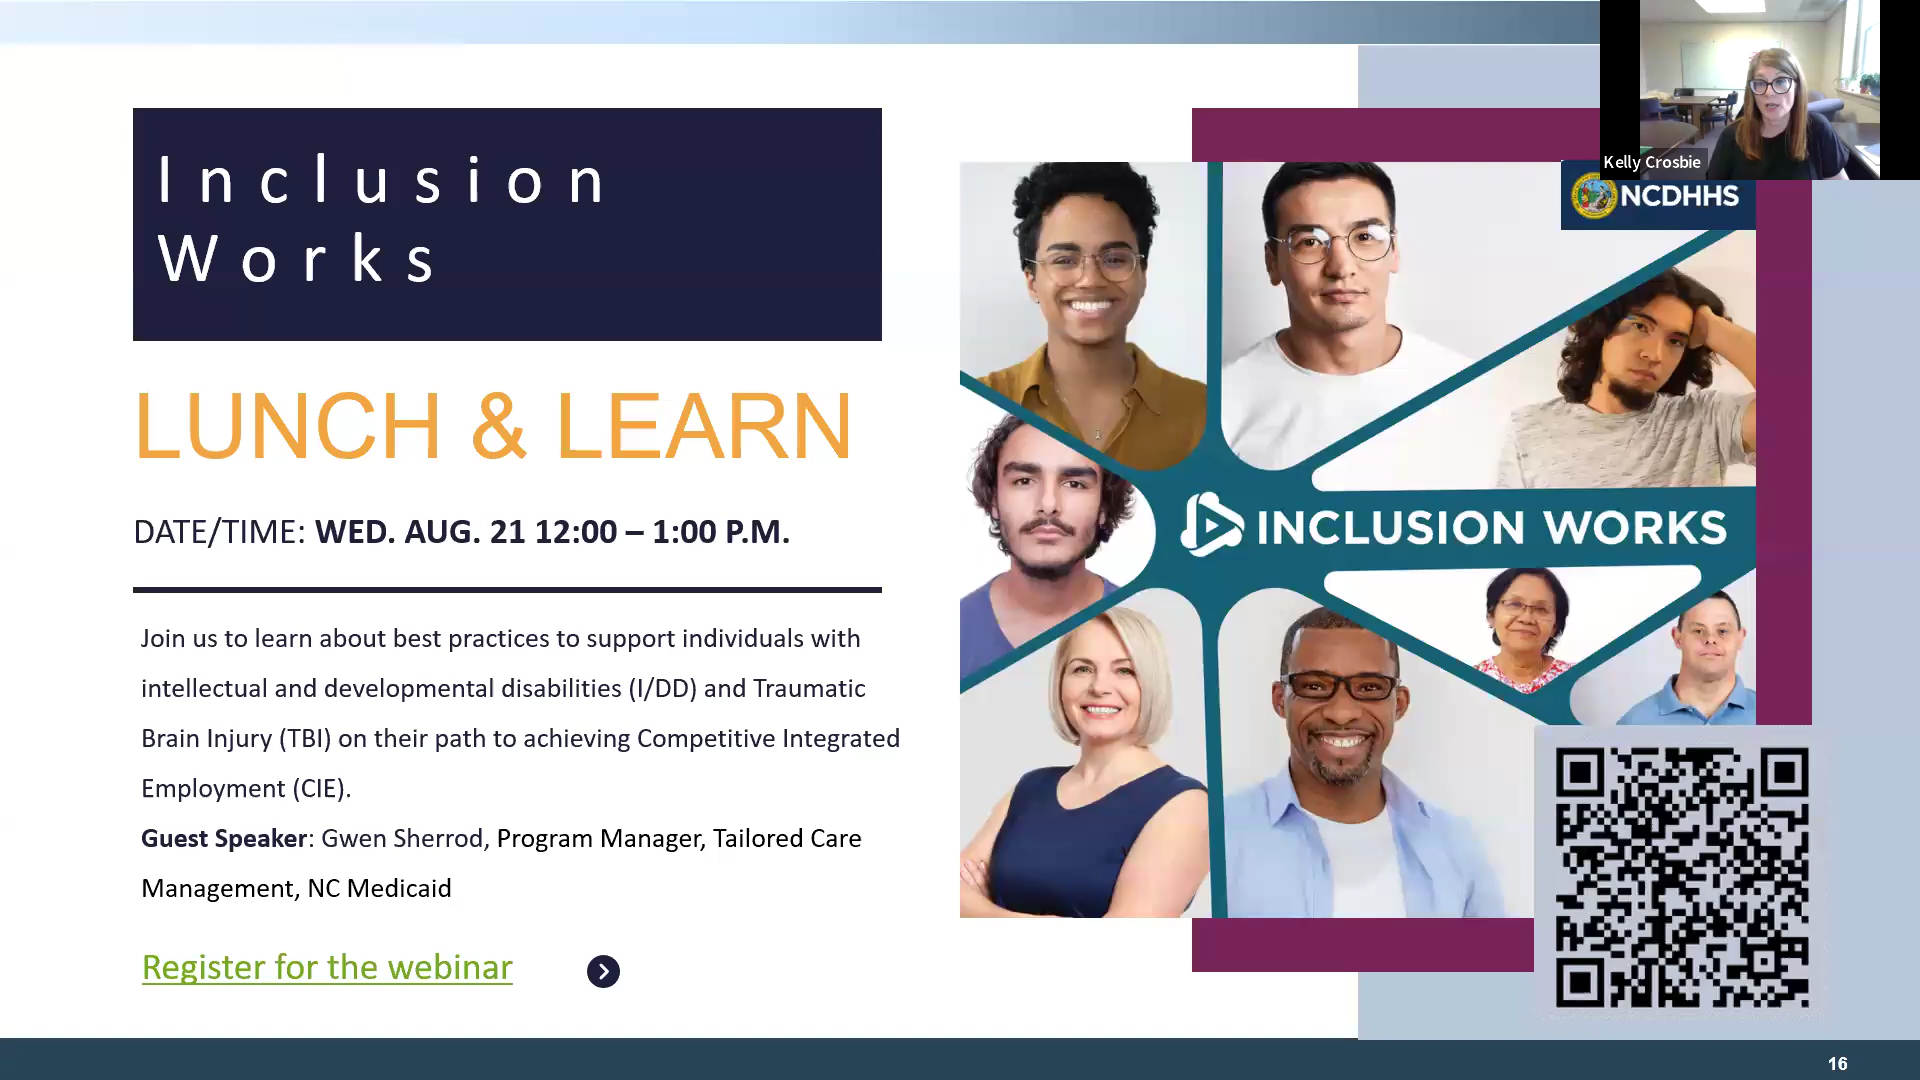 Inclusion
Works
LUNCH & LEARN
DATE/TIME: WED. AUG. 21 12:00 – 1:00 P.M.
Join us to learn about best practices to support individuals with
intellectual and developmental disabilities (I/DD) and Traumatic
Brain Injury (TBI) on their path to achieving Competitive Integrated
Employment (CIE).
Guest Speaker: Gwen Sherrod, Program Manager, Tailored Care
Management, NC Medicaid
Register for the webinar
Kelly Crosbie
NCDHHS
INCLUSION WORKS
16